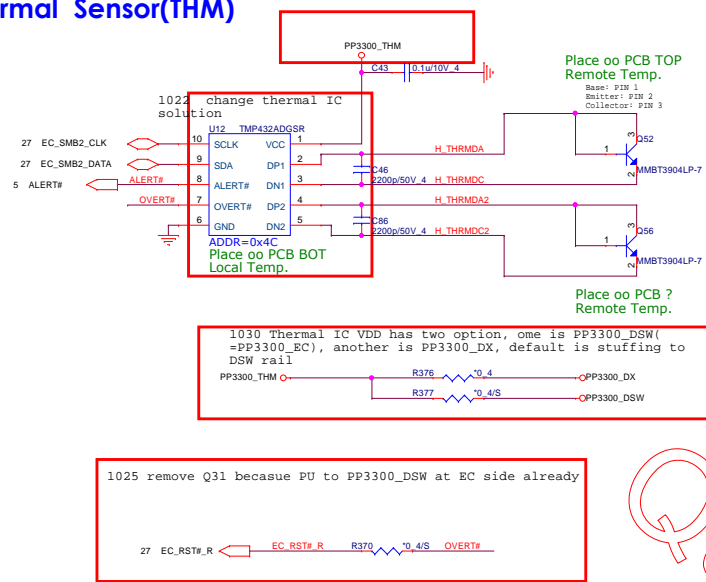 rmal Sensor(THM)
PP3300_THM
C43 0.1u/10V_4
Place oo PCB TOP
Remote Temp.
Base: PIN 1
Emitter: PIN 2
Collector: PIN 3
1022 change thermal IC
solution
U12 TMP432ADGSR
27 EC_SMB2_CLK 10 SCLK VCC 1
27 EC_SMB2_DATA 9 SDA DP1 2 H_THRMDA
5 ALERT# ALERT# 8 ALERT# DN1 3 H_THRMDC
OVERT# 7 OVERT# DP2 4 H_THRMDA2
6 GND DN2 5 H_THRMDC2
C46
2200p/50V_4
C86
2200p/50V_4
1 3 2 Q52
MMBT3904LP-7
1 3 2 Q56
MMBT3904LP-7
ADDR=0x4C
Place oo PCB BOT
Local Temp.
Place oo PCB ?
Remote Temp.
1030 Thermal IC VDD has two option, ome is PP3300_DSW(
=PP3300_EC), another is PP3300_DX, default is stuffing to
DSW rail
PP3300_THM R376 *0_4 PP3300_DX
R377 *0_4/S PP3300_DSW
1025 remove Q31 becasue PU to PP3300_DSW at EC side already
27 EC_RST#_R EC_RST#_R R370 *0_4/S OVERT#
Q